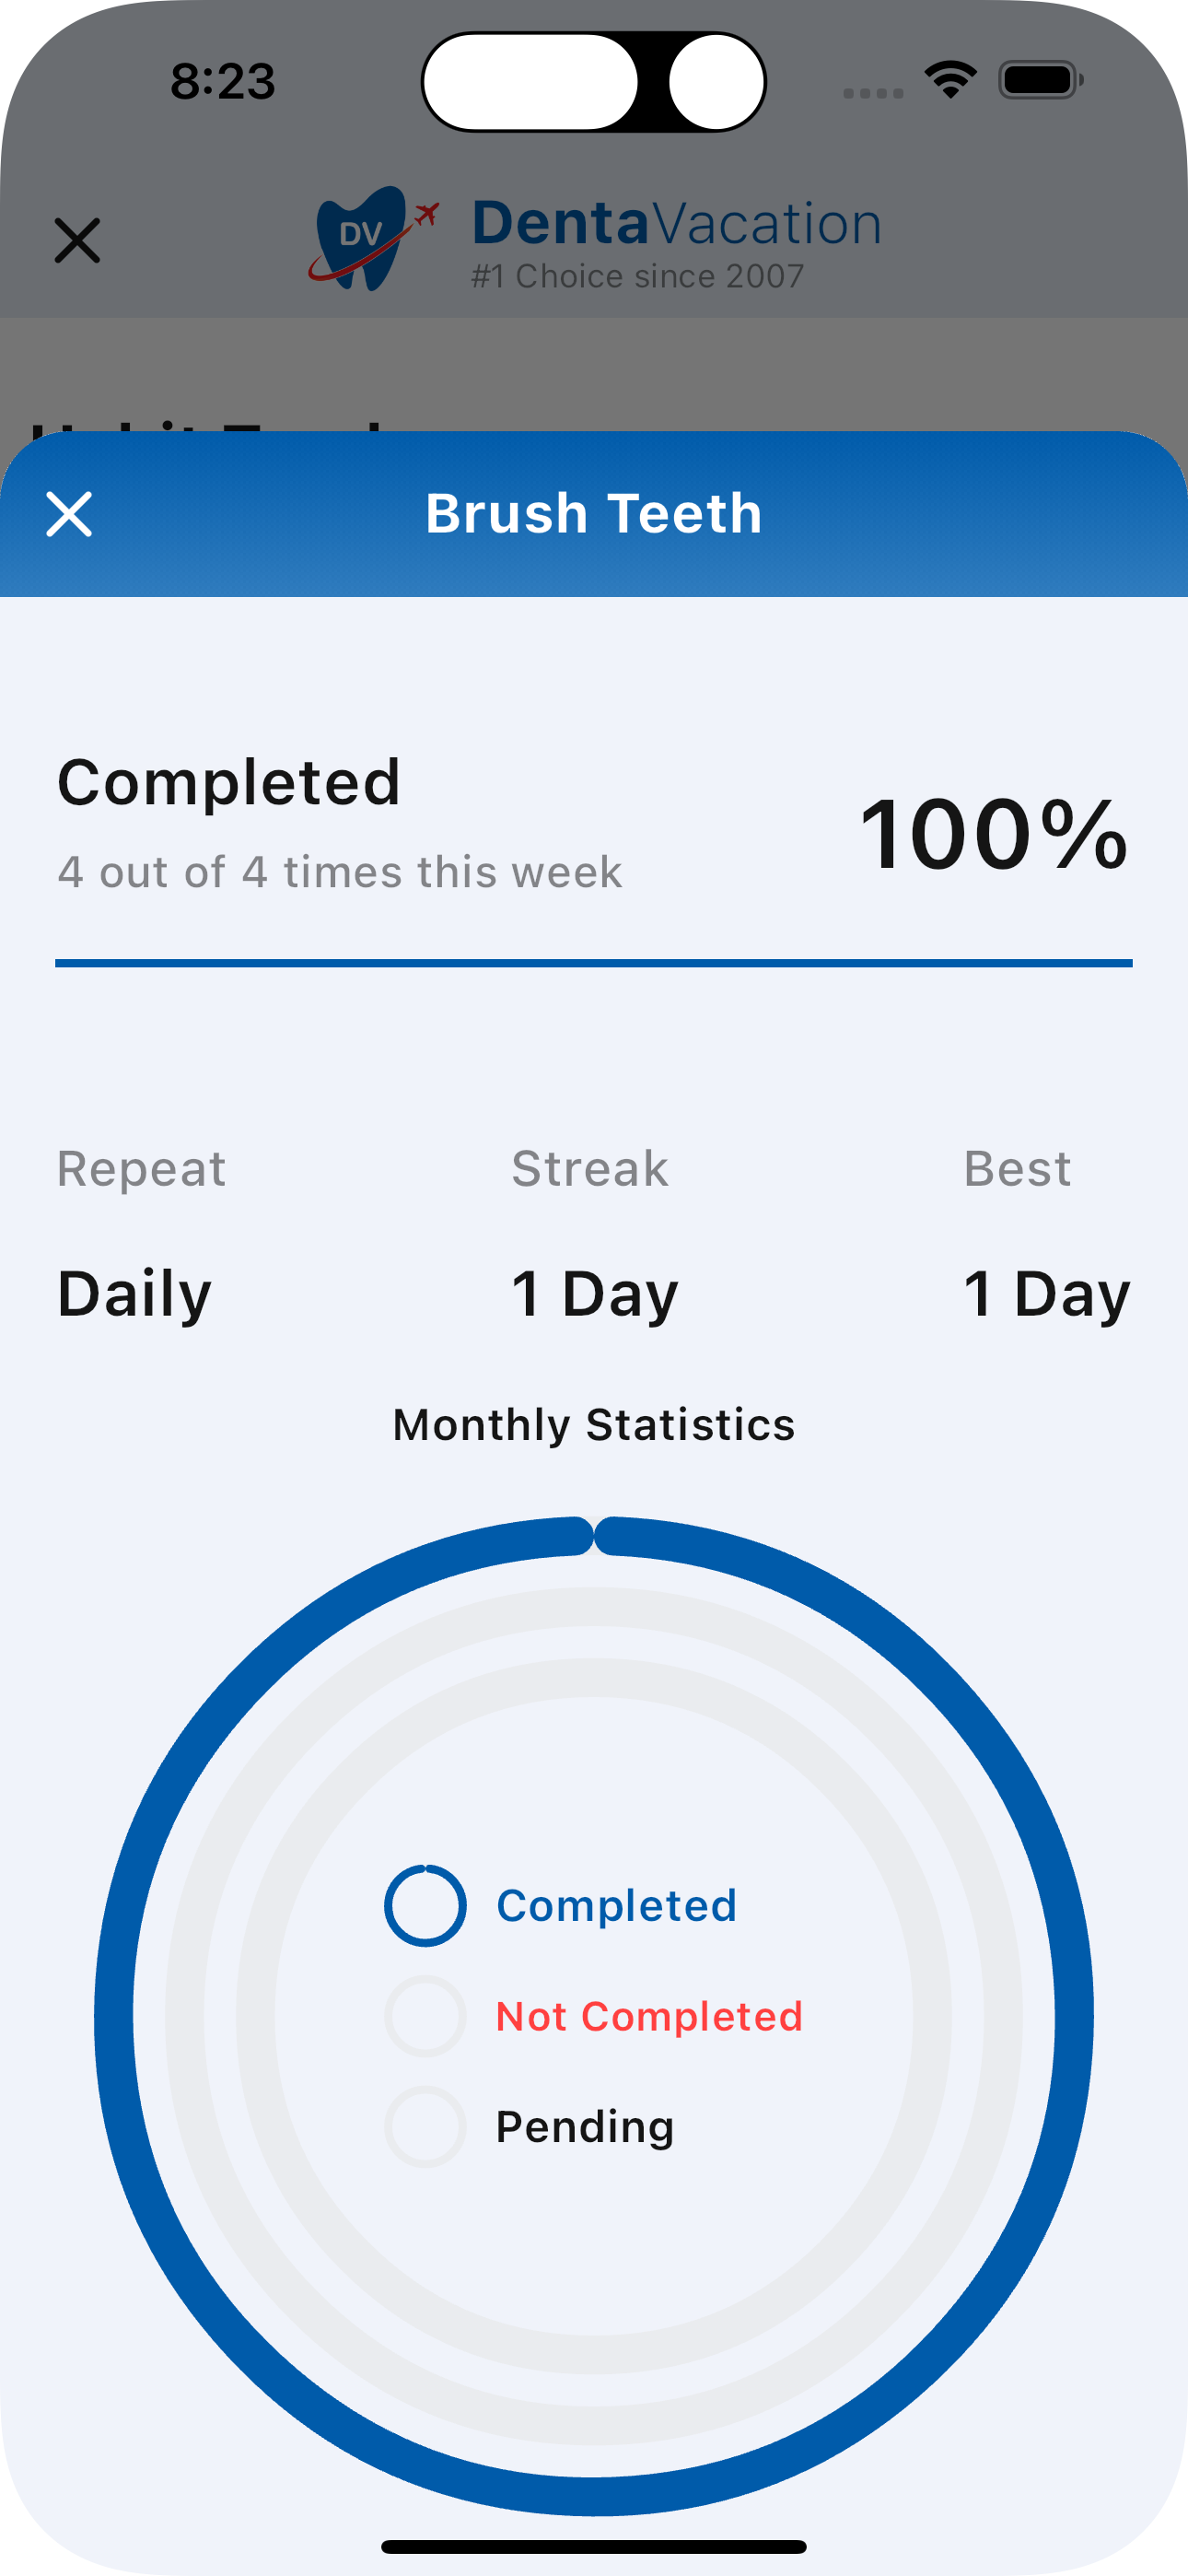 8:23
DV
DentaVacation
#1 Choice since 2007
Brush Teeth
Completed
100%
4 out of 4 times this week
Repeat Streak Best
Daily 1 Day 1 Day
Monthly Statistics
Completed
Not Completed
Pending